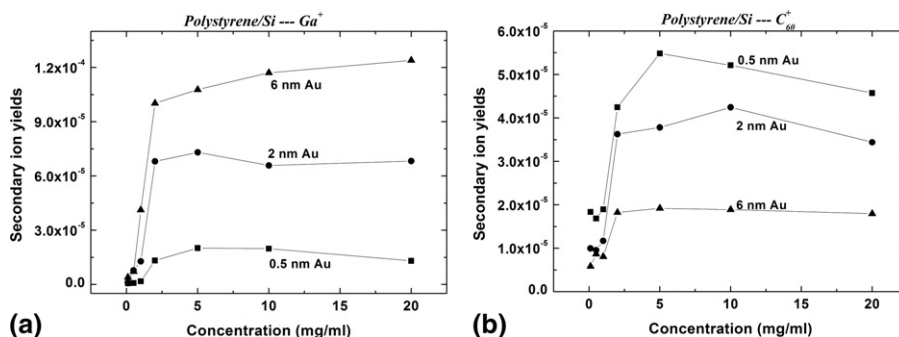 Polystyrene/Si --- Ga⁺
Secondary ion yields
1.2x10⁻⁴
9.0x10⁻⁵
6.0x10⁻⁵
3.0x10⁻⁵
0.0
6 nm Au
2 nm Au
0.5 nm Au
0 5 10 15 20
Concentration (mg/ml)
(a)
Polystyrene/Si --- C₆₀⁺
Secondary ion yields
6.0x10⁻⁵
5.0x10⁻⁵
4.0x10⁻⁵
3.0x10⁻⁵
2.0x10⁻⁵
1.0x10⁻⁵
0.0
0.5 nm Au
2 nm Au
6 nm Au
0 5 10 15 20
Concentration (mg/ml)
(b)